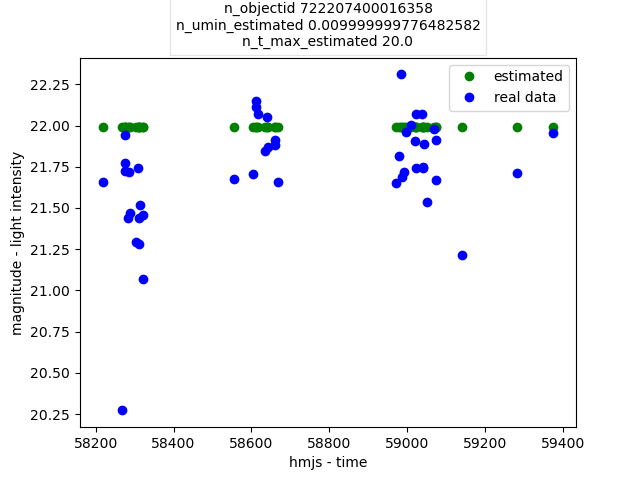 n_objectid 722207400016358
n_umin_estimated 0.009999999776482582
n_t_max_estimated 20.0
estimated
real data
22.25
22.00
21.75
21.50
21.25
21.00
20.75
20.50
20.25
magnitude - light intensity
58200 58400 58600 58800 59000 59200 59400
hmjs - time